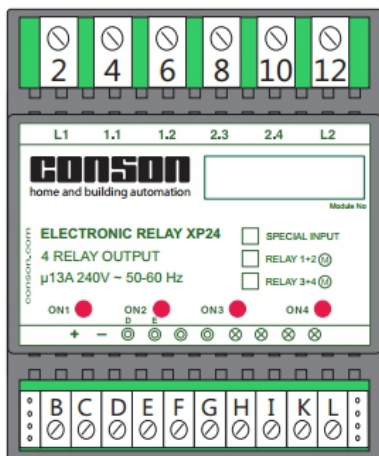 2 4 6 8 10 12
L1 1.1 1.2 2.3 2.4 L2
conson
home and building automation
Module No
conson.com
ELECTRONIC RELAY XP24
4 RELAY OUTPUT
µ13A 240V ~ 50-60 Hz
SPECIAL INPUT
RELAY 1+2 M
RELAY 3+4 M
ON1 ON2 ON3 ON4
D E
+ –
B C D E F G H I K L